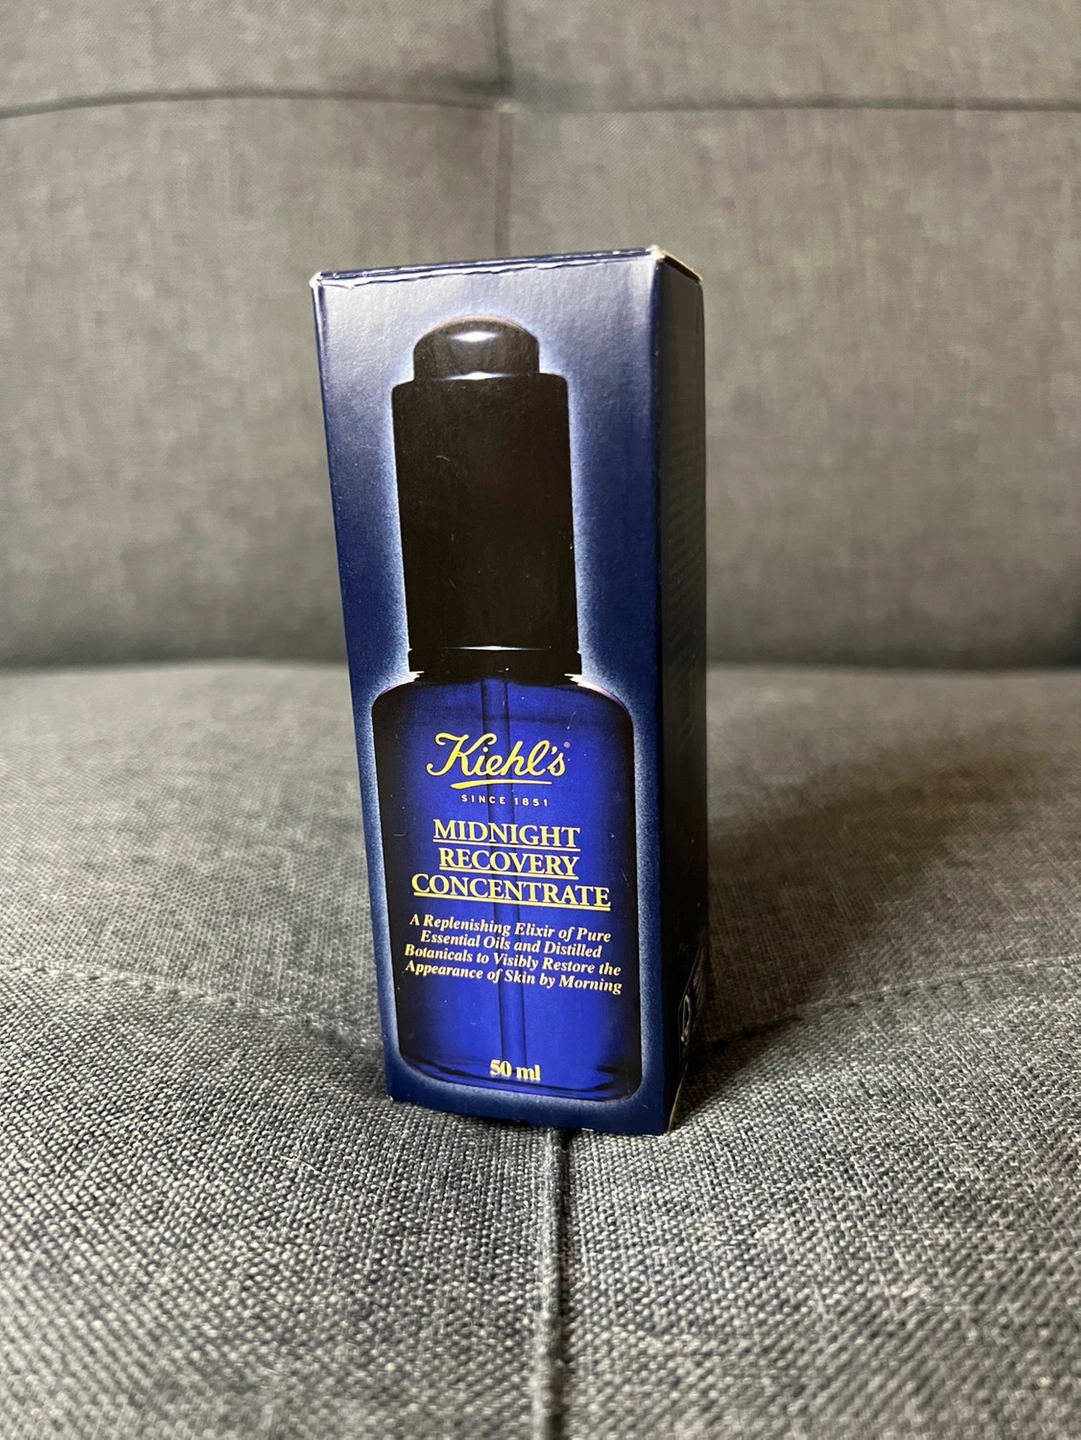 Kiehl's®
SINCE 1851
MIDNIGHT
RECOVERY
CONCENTRATE
A Replenishing Elixir of Pure
Essential Oils and Distilled
Botanicals to Visibly Restore the
Appearance of Skin by Morning
50 ml